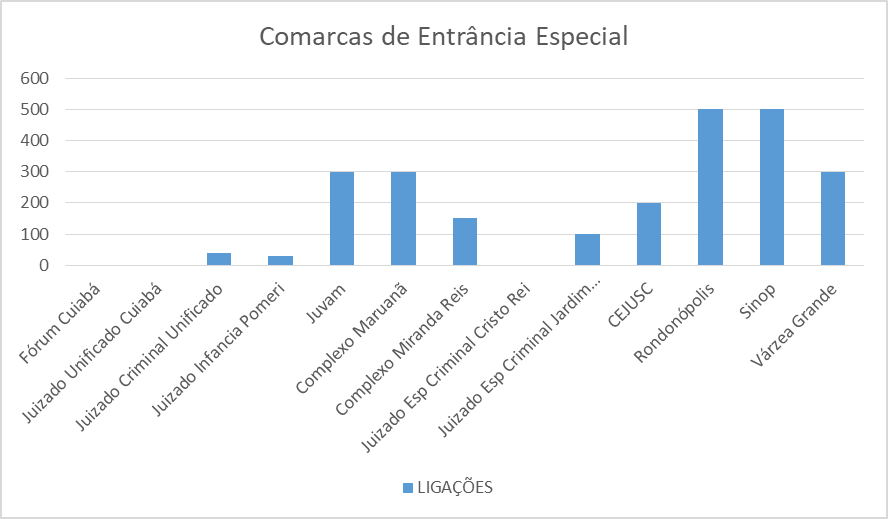 Comarcas de Entrância Especial
600
500
400
300
200
100
0
Fórum Cuiabá
Juizado Unificado Cuiabá
Juizado Criminal Unificado
Juizado Infancia Pomeri
Juvam
Complexo Maruanã
Complexo Miranda Reis
Juizado Esp Criminal Cristo Rei
Juizado Esp Criminal Jardim...
CEJUSC
Rondonópolis
Sinop
Várzea Grande
LIGAÇÕES